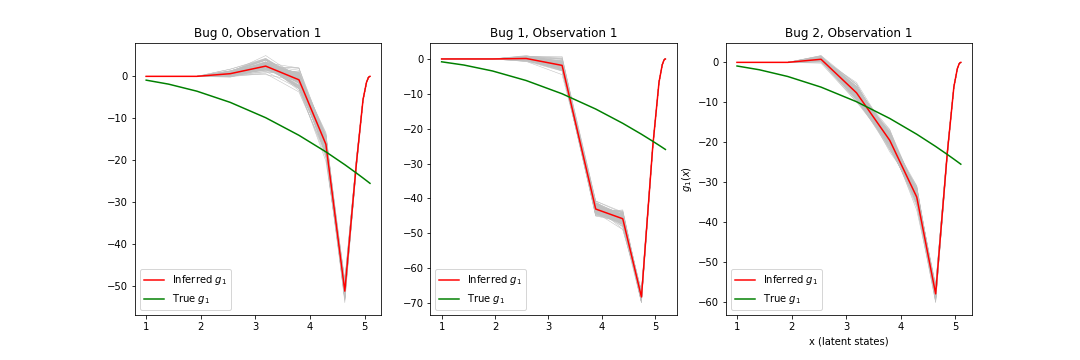 Bug 0, Observation 1
0
−10
−20
−30
−40
−50
1 2 3 4 5
Inferred g₁
True g₁
Bug 1, Observation 1
0
−10
−20
−30
−40
−50
−60
−70
1 2 3 4 5
Inferred g₁
True g₁
Bug 2, Observation 1
g₁(x)
0
−10
−20
−30
−40
−50
−60
1 2 3 4 5
x (latent states)
Inferred g₁
True g₁